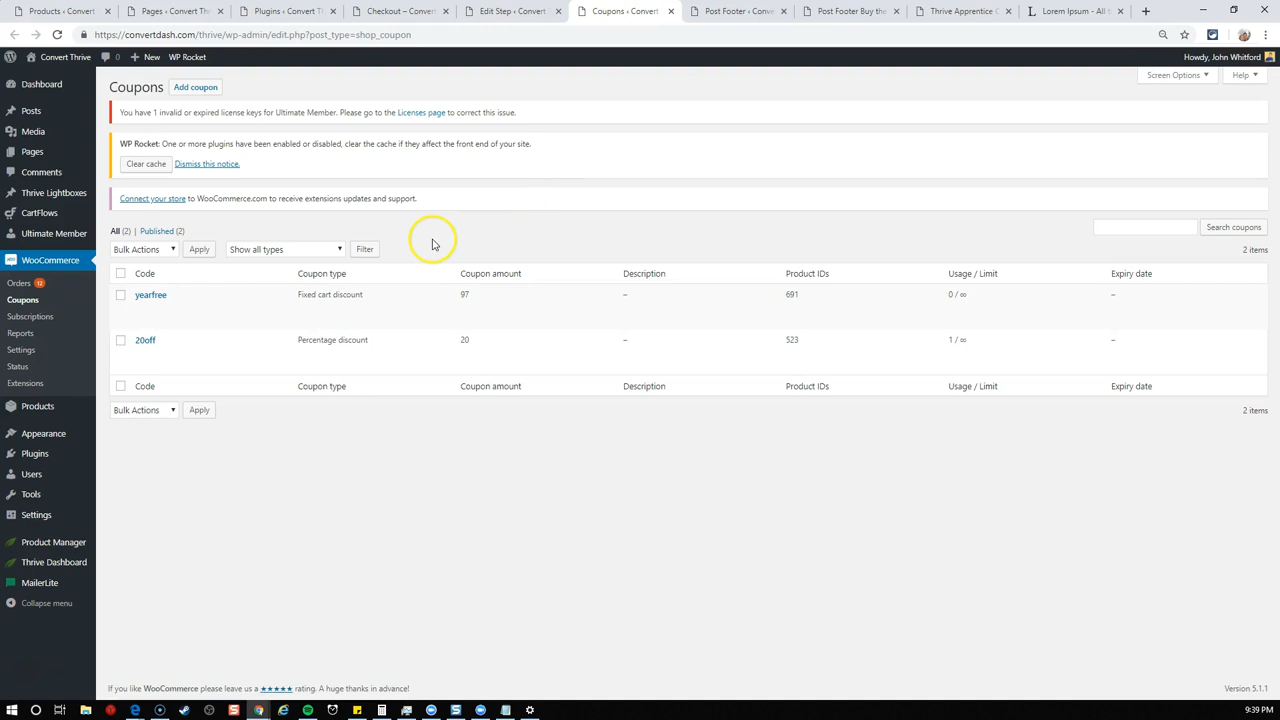 Products ‹ Convert
Pages ‹ Convert Thri
Plugins ‹ Convert Th
Checkout – Convert
Edit Step ‹ Convert
Coupons ‹ Convert
Post Footer ‹ Conve
Post Footer Buy the
Thrive Apprentice C
Lorem Ipsum - All t
https://convertdash.com/thrive/wp-admin/edit.php?post_type=shop_coupon
Convert Thrive
0
New
WP Rocket
Howdy, John Whitford
Dashboard
Posts
Media
Pages
Comments
Thrive Lightboxes
CartFlows
Ultimate Member
WooCommerce
Orders 12
Coupons
Subscriptions
Reports
Settings
Status
Extensions
Products
Appearance
Plugins
Users
Tools
Settings
Product Manager
Thrive Dashboard
MailerLite
Collapse menu
Screen Options
Help
Coupons
Add coupon
You have 1 invalid or expired license keys for Ultimate Member. Please go to the Licenses page to correct this issue.
WP Rocket: One or more plugins have been enabled or disabled, clear the cache if they affect the front end of your site.
Clear cache
Dismiss this notice.
Connect your store to WooCommerce.com to receive extensions updates and support.
All (2) | Published (2)
Search coupons
Bulk Actions
Apply
Show all types
Filter
2 items
Code Coupon type Coupon amount Description Product IDs Usage / Limit Expiry date
yearfree Fixed cart discount 97 – 691 0 / ∞ –
20off Percentage discount 20 – 523 1 / ∞ –
Code Coupon type Coupon amount Description Product IDs Usage / Limit Expiry date
Bulk Actions
Apply
2 items
If you like WooCommerce please leave us a ★★★★★ rating. A huge thanks in advance!
Version 5.1.1
9:39 PM